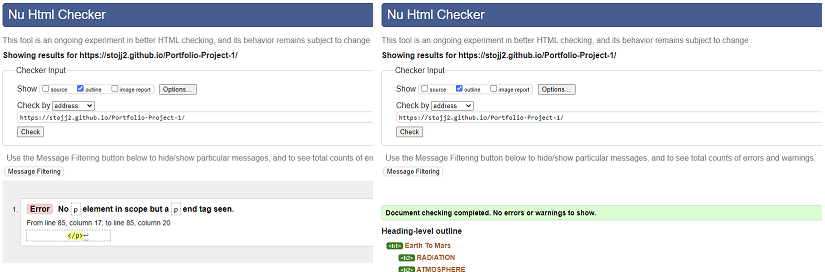 Nu Html Checker
This tool is an ongoing experiment in better HTML checking, and its behavior remains subject to change
Showing results for https://stojj2.github.io/Portfolio-Project-1/
Checker Input
Show source outline image report Options...
Check by address
https://stojj2.github.io/Portfolio-Project-1/
Check
Use the Message Filtering button below to hide/show particular messages, and to see total counts of en
Message Filtering
1. Error No p element in scope but a p end tag seen.
From line 85, column 17; to line 85, column 20
</p>↩
Nu Html Checker
This tool is an ongoing experiment in better HTML checking, and its behavior remains subject to change
Showing results for https://stojj2.github.io/Portfolio-Project-1/
Checker Input
Show source outline image report Options...
Check by address
https://stojj2.github.io/Portfolio-Project-1/
Check
Use the Message Filtering button below to hide/show particular messages, and to see total counts of errors and warnings.
Message Filtering
Document checking completed. No errors or warnings to show.
Heading-level outline
<h1> Earth To Mars
<h2> RADIATION
<h2> ATMOSPHERE